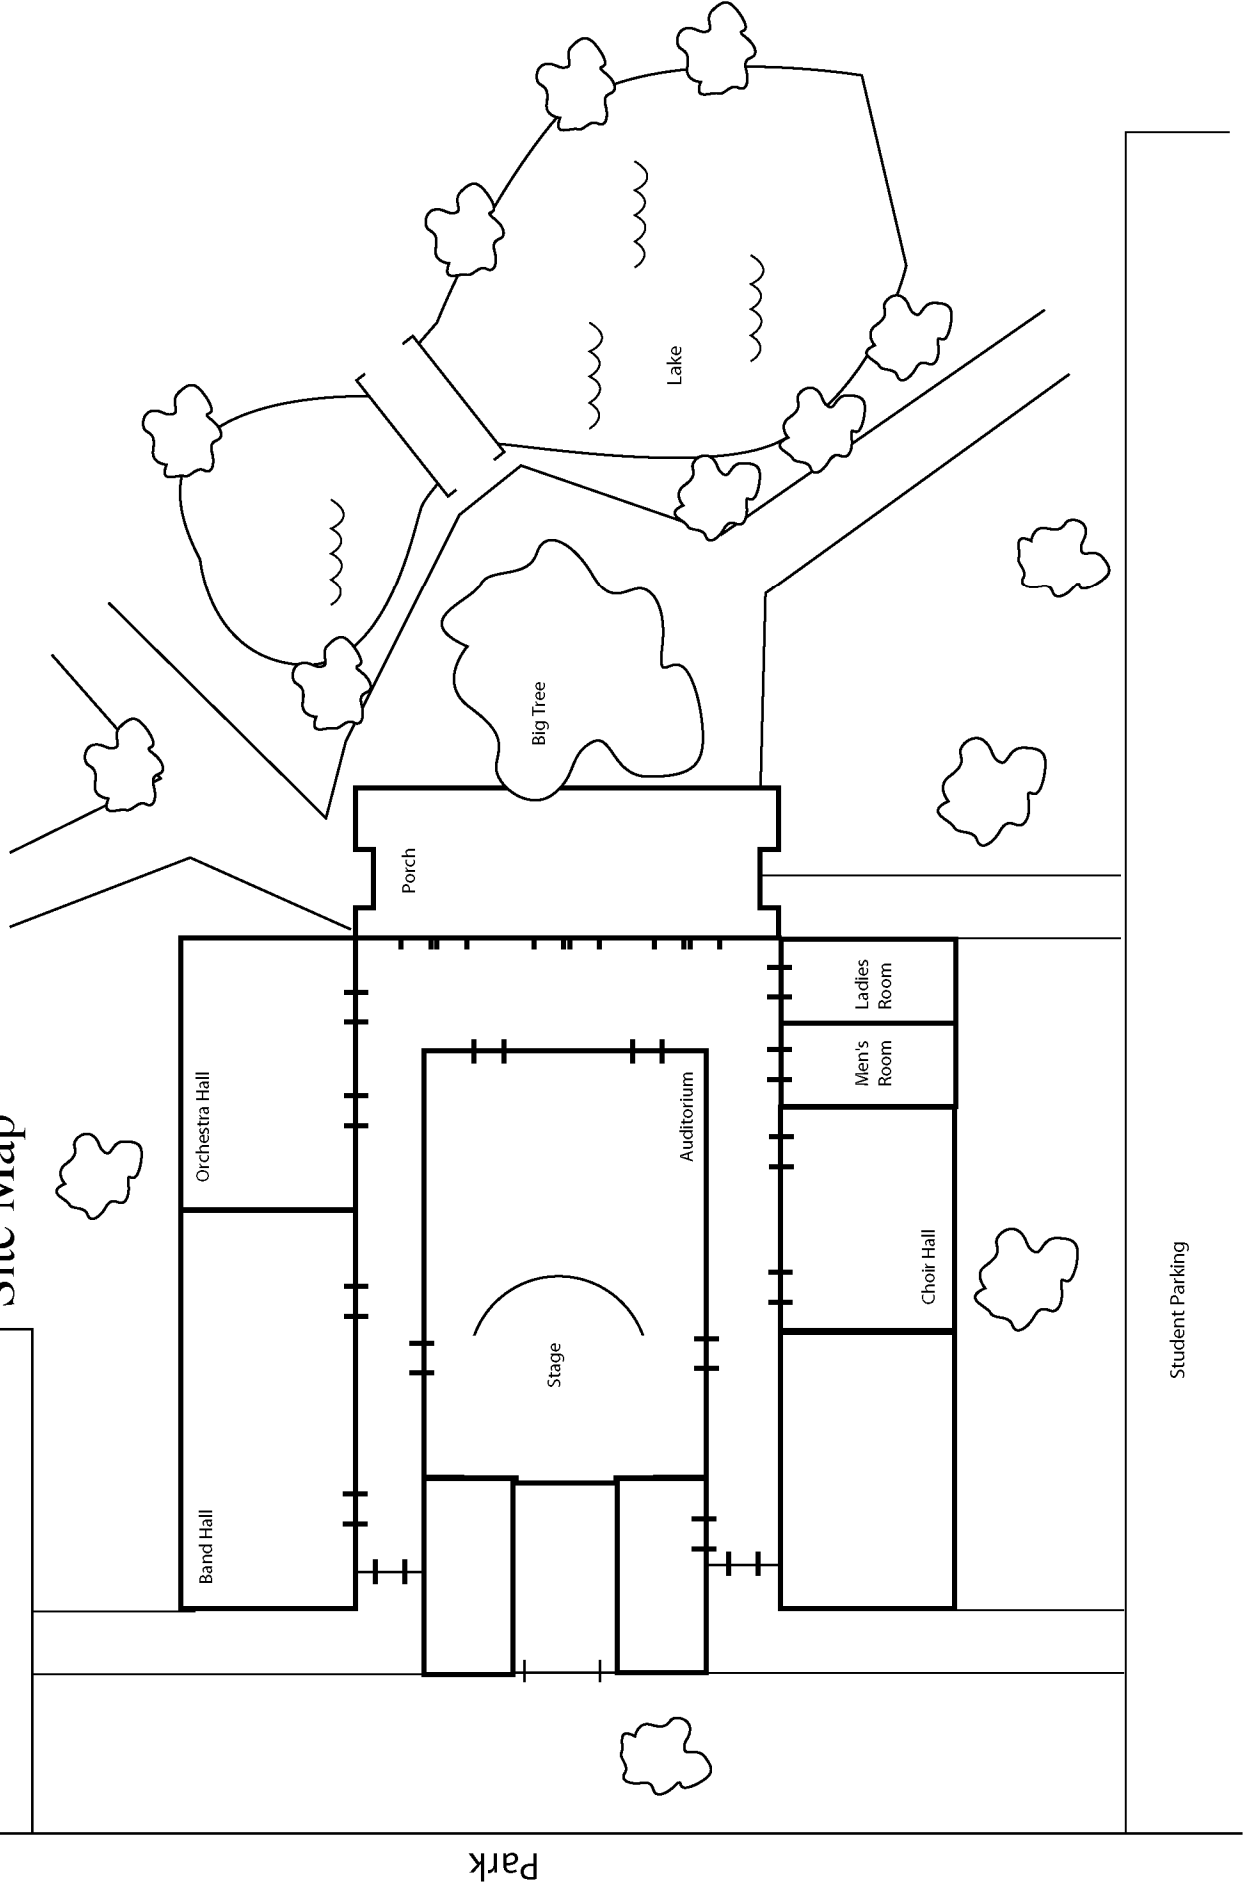 Site Map
Lake
Big Tree
Porch
Orchestra Hall
Ladies
Room
Men's
Room
Auditorium
Choir Hall
Stage
Band Hall
Student Parking
Park